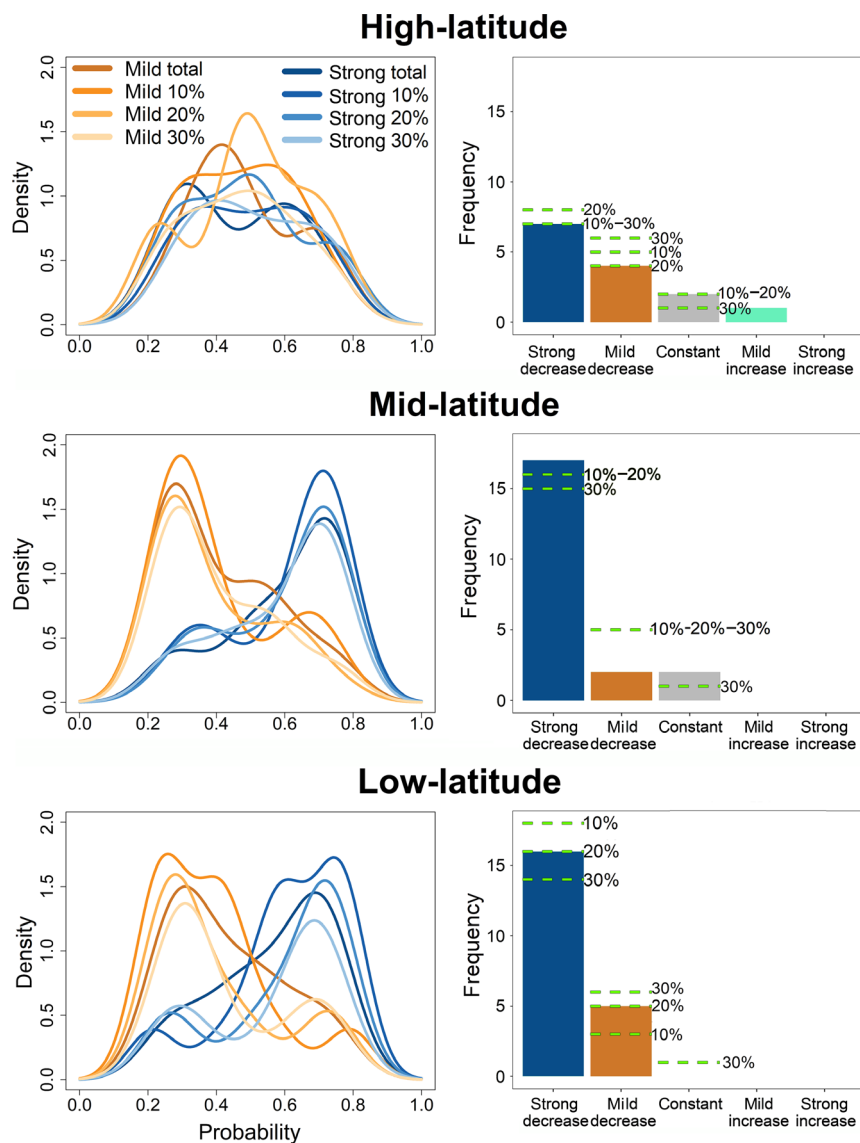 High-latitude
Mild total
Mild 10%
Mild 20%
Mild 30%
Strong total
Strong 10%
Strong 20%
Strong 30%
Density
0.0 0.5 1.0 1.5 2.0
0.0 0.2 0.4 0.6 0.8 1.0
Frequency
0 5 10 15
20%
10%–30%
30%
10%
20%
10%–20%
30%
Strong decrease
Mild decrease
Constant
Mild increase
Strong increase
Mid-latitude
Density
0.0 0.5 1.0 1.5 2.0
0.0 0.2 0.4 0.6 0.8 1.0
Frequency
0 5 10 15
10%–20%
30%
10%-20%–30%
30%
Strong decrease
Mild decrease
Constant
Mild increase
Strong increase
Low-latitude
Density
0.0 0.5 1.0 1.5 2.0
0.0 0.2 0.4 0.6 0.8 1.0
Probability
Frequency
0 5 10 15
10%
20%
30%
30%
20%
10%
30%
Strong decrease
Mild decrease
Constant
Mild increase
Strong increase